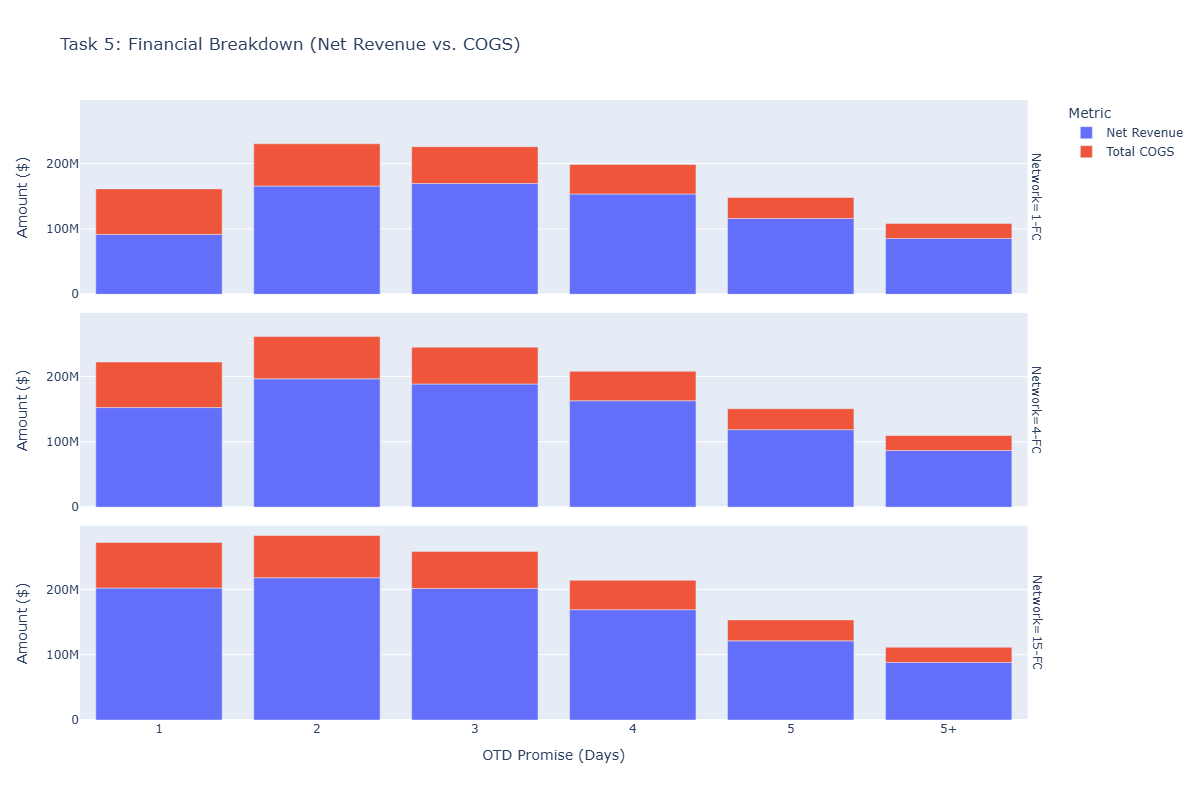 Task 5: Financial Breakdown (Net Revenue vs. COGS)
Metric
Net Revenue
Total COGS
Amount ($)
200M
100M
0
Network=1-FC
Amount ($)
200M
100M
0
Network=4-FC
Amount ($)
200M
100M
0
Network=15-FC
1 2 3 4 5 5+
OTD Promise (Days)